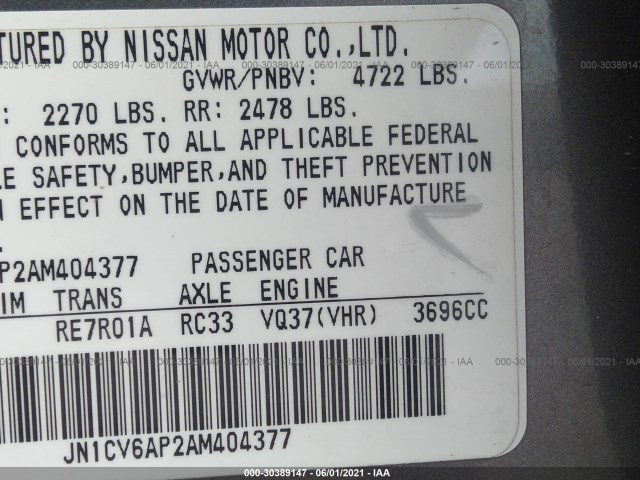 TURED BY NISSAN MOTOR CO.,LTD.
GVWR/PNBV: 4722 LBS.
: 2270 LBS. RR: 2478 LBS.
CONFORMS TO ALL APPLICABLE FEDERAL
LE SAFETY,BUMPER,AND THEFT PREVENTION
N EFFECT ON THE DATE OF MANUFACTURE
P2AM404377 PASSENGER CAR
IM TRANS AXLE ENGINE
RE7R01A RC33 VQ37(VHR) 3696CC
JN1CV6AP2AM404377
000-30389147 - 06/01/2021 - IAA